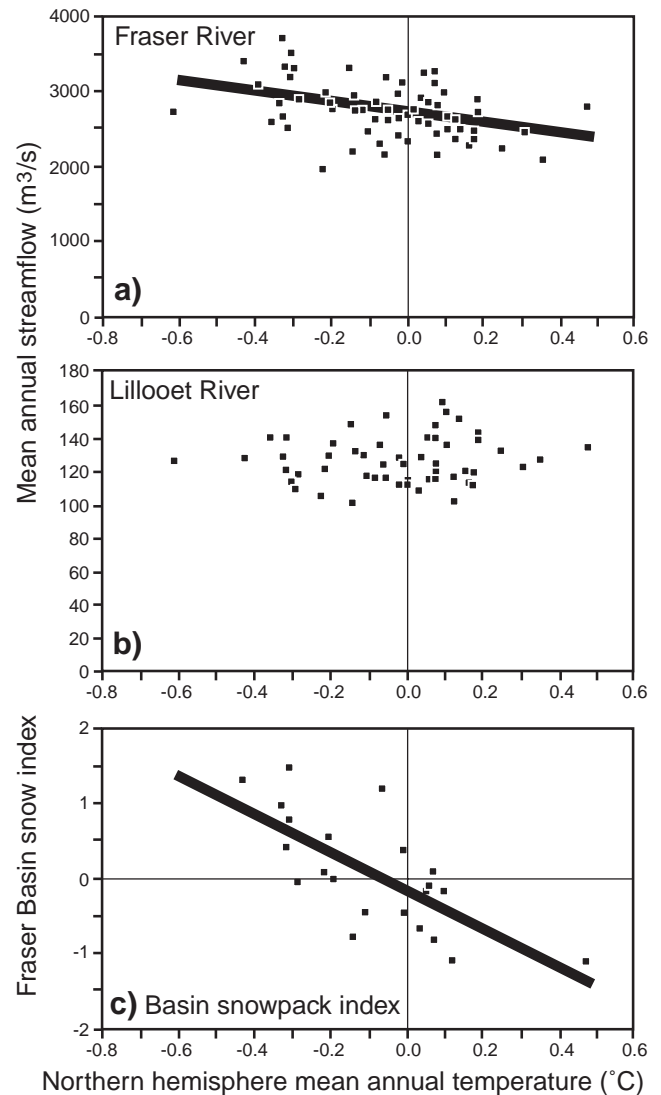 Mean annual streamflow (m³/s)
Fraser River
4000
3000
2000
1000
0
a)
-0.8 -0.6 -0.4 -0.2 0.0 0.2 0.4 0.6
Lillooet River
180
160
140
120
100
80
60
40
20
0
b)
-0.8 -0.6 -0.4 -0.2 0.0 0.2 0.4 0.6
Fraser Basin snow index
2
1
0
-1
-2
c) Basin snowpack index
-0.8 -0.6 -0.4 -0.2 0.0 0.2 0.4 0.6
Northern hemisphere mean annual temperature (˚C)